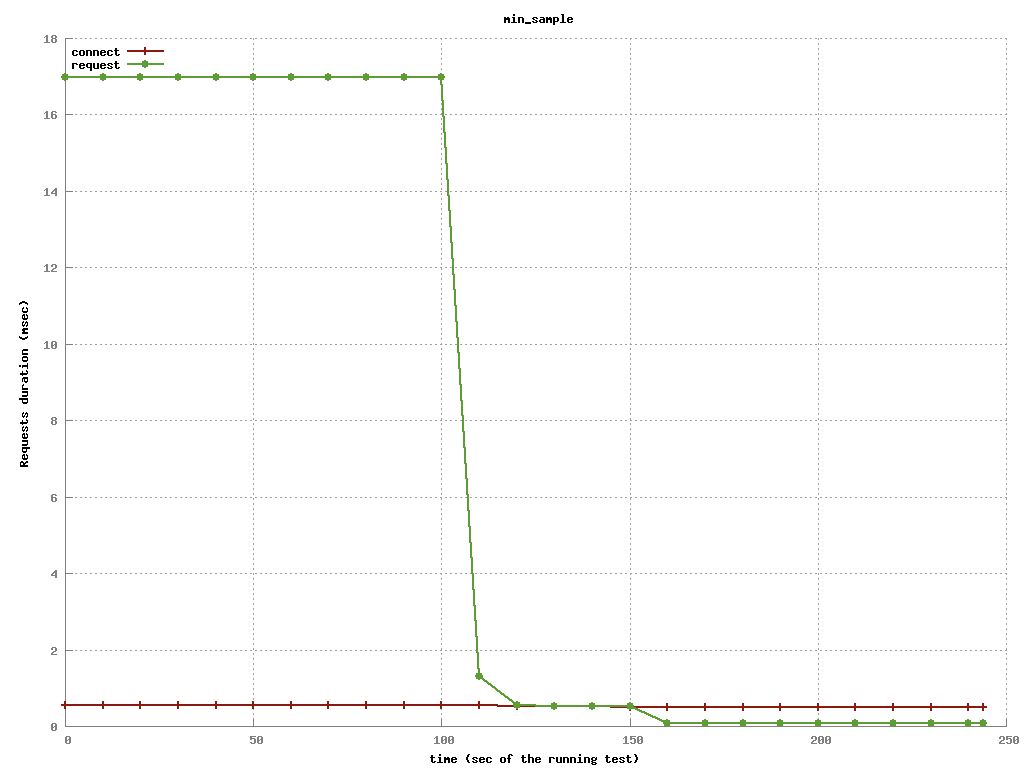 min_sample
connect
request
18
16
14
12
10
8
6
4
2
0
Requests duration (msec)
0 50 100 150 200 250
time (sec of the running test)